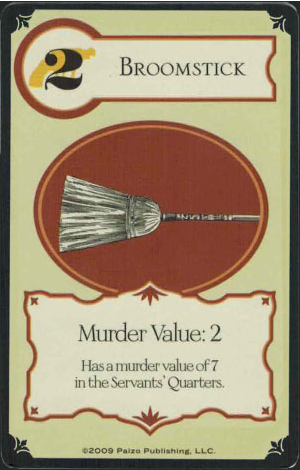 2
BROOMSTICK
Murder Value: 2
Has a murder value of 7
in the Servants' Quarters.
©2009 Paizo Publishing, LLC.